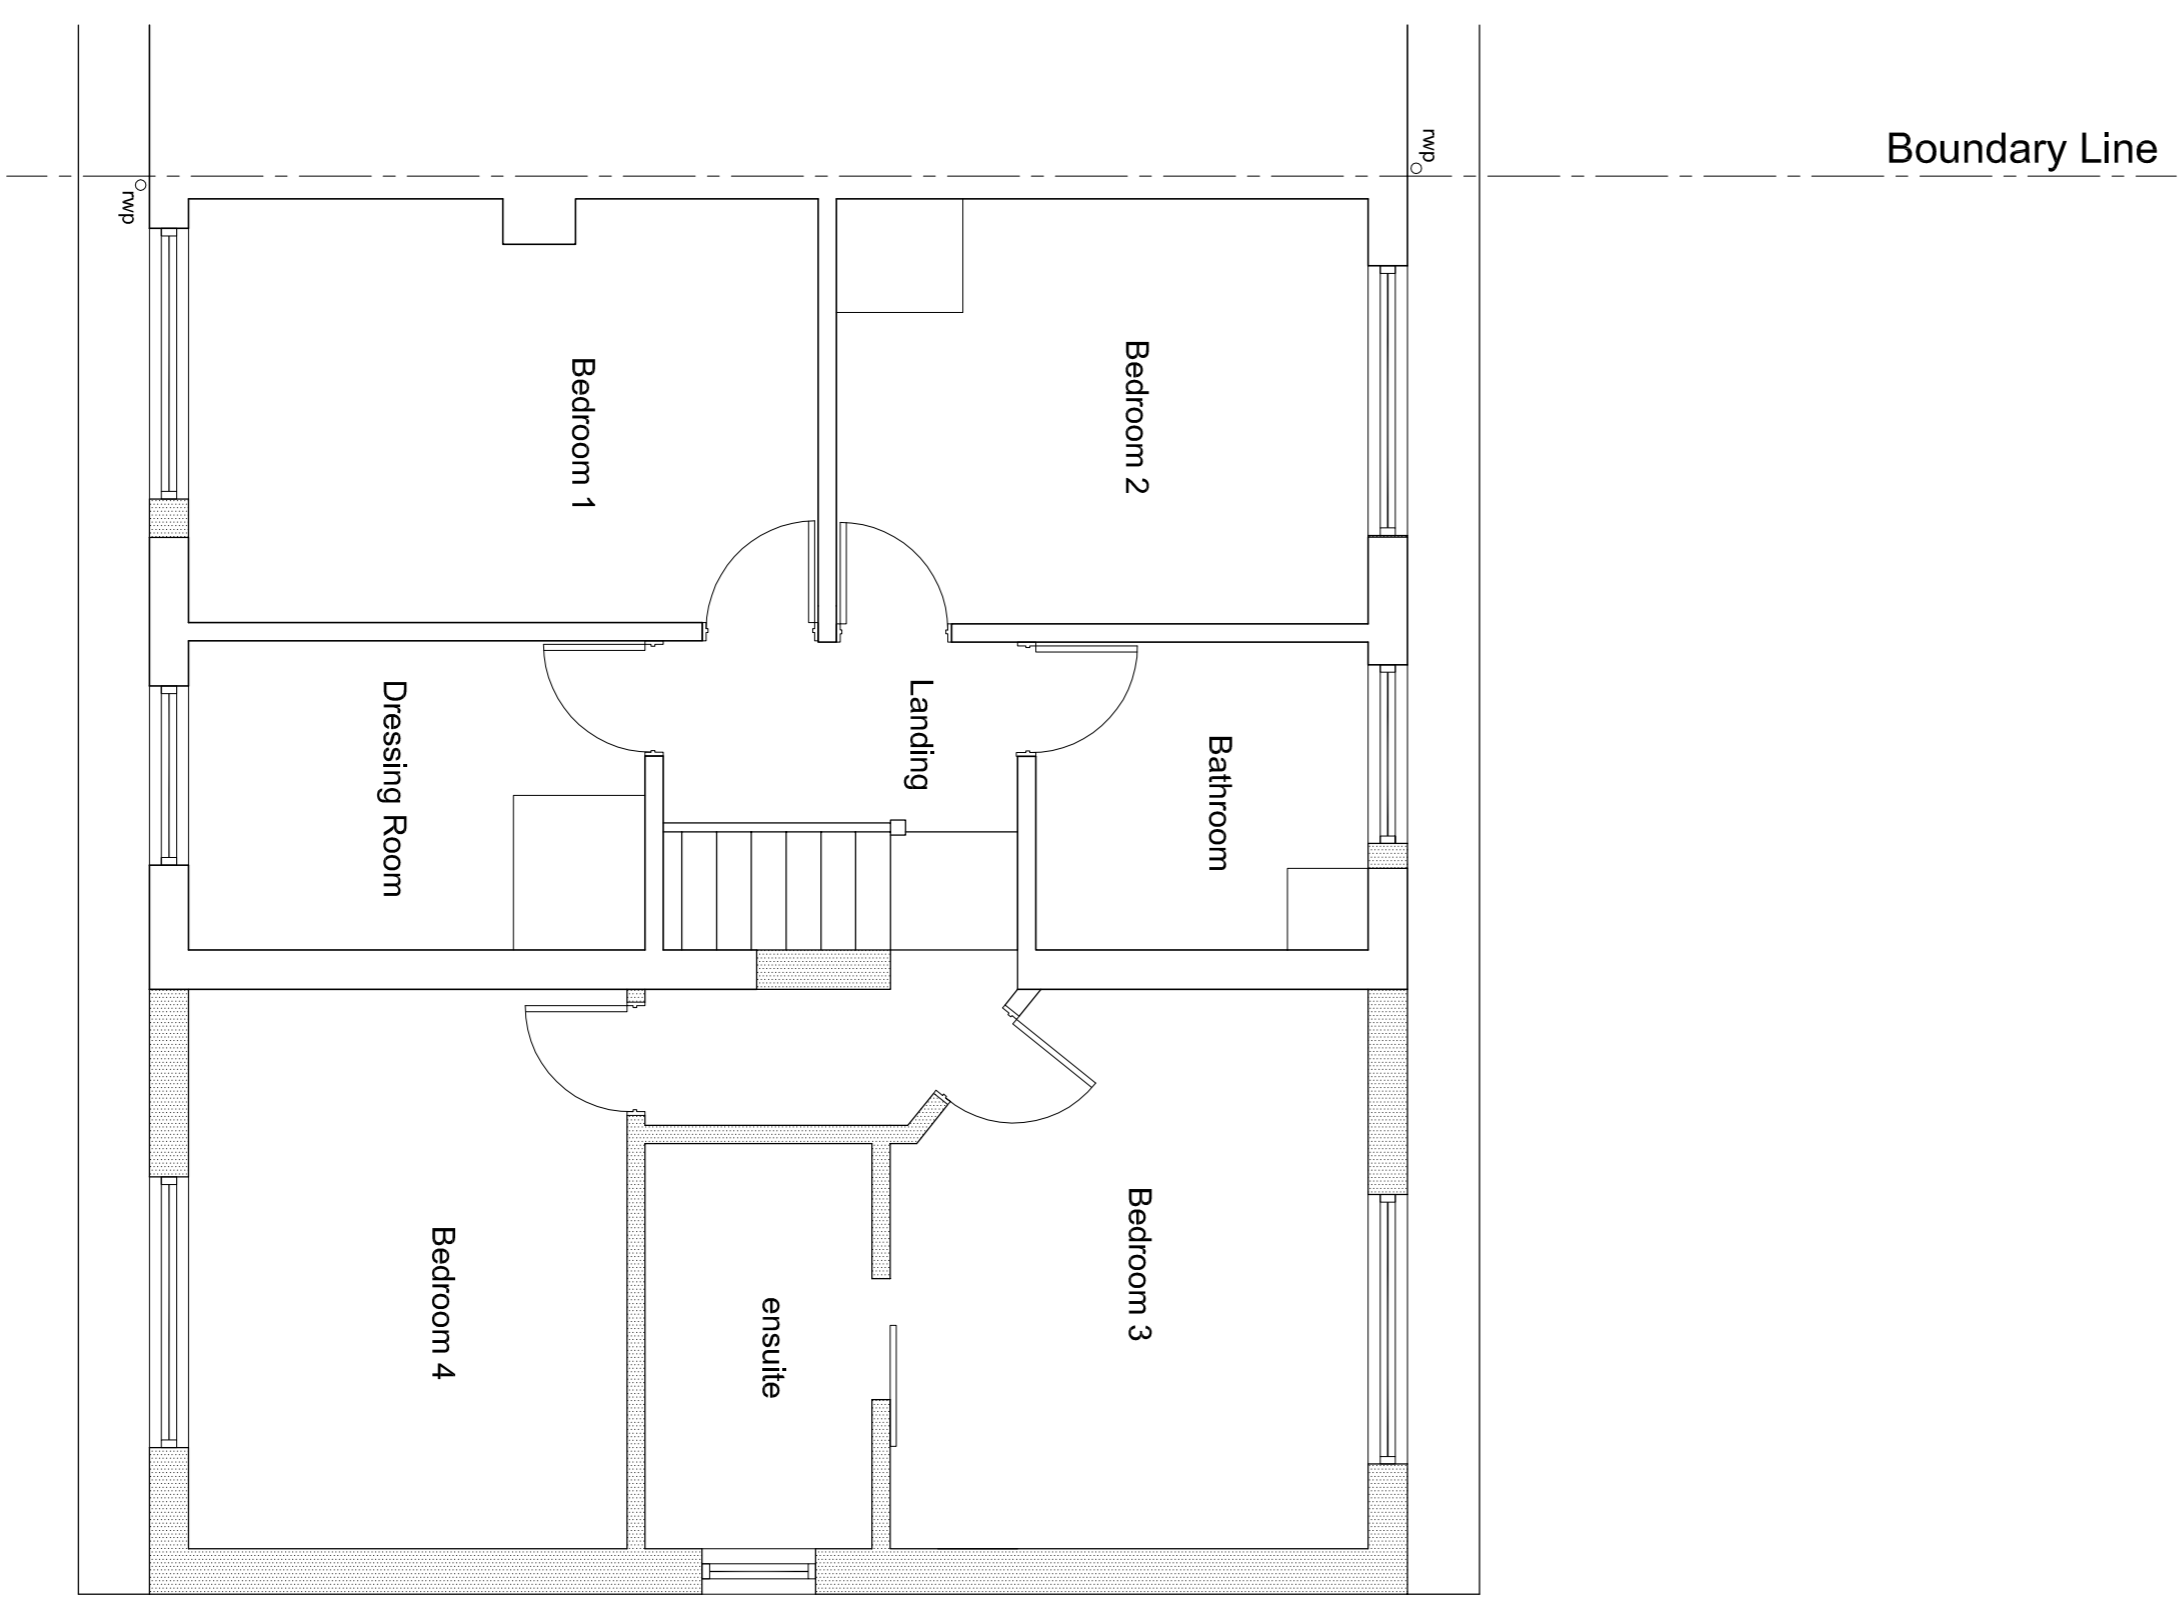 Boundary Line
rwp
rwp
Bedroom 1
Bedroom 2
Dressing Room
Landing
Bathroom
Bedroom 4
ensuite
Bedroom 3